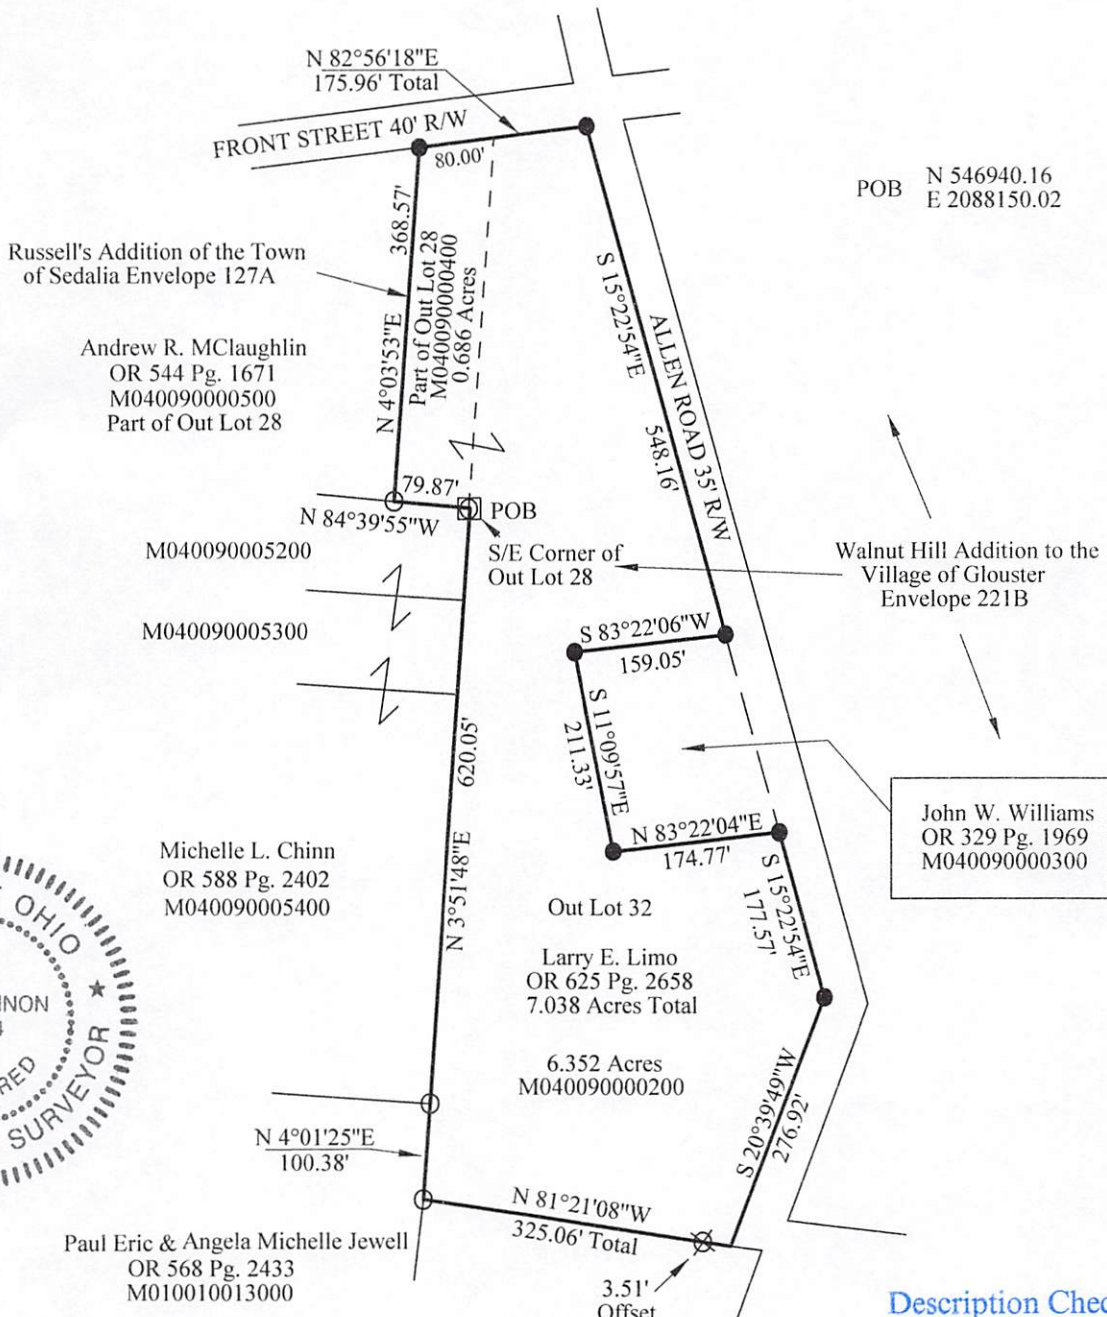 N 82°56'18"E
175.96' Total
FRONT STREET 40' R/W
80.00'
POB
N 546940.16
E 2088150.02
368.57'
N 4°03'53"E
Part of Out Lot 28
M040090000400
0.686 Acres
S 15°22'54"E
548.16'
ALLEN ROAD 35' R/W
Russell's Addition of the Town
of Sedalia Envelope 127A
Andrew R. MClaughlin
OR 544 Pg. 1671
M040090000500
Part of Out Lot 28
79.87'
N 84°39'55"W
POB
S/E Corner of
Out Lot 28
M040090005200
Walnut Hill Addition to the
Village of Glouster
Envelope 221B
M040090005300
S 83°22'06"W
159.05'
S 11°09'57"E
211.33'
620.05'
N 3°51'48"E
N 83°22'04"E
174.77'
John W. Williams
OR 329 Pg. 1969
M040090000300
Michelle L. Chinn
OR 588 Pg. 2402
M040090005400
S 15°22'54"E
177.57'
Out Lot 32
Larry E. Limo
OR 625 Pg. 2658
7.038 Acres Total
6.352 Acres
M040090000200
OHIO
SURVEYOR
S 20°39'49"W
276.92'
N 4°01'25"E
100.38'
N 81°21'08"W
325.06' Total
Paul Eric & Angela Michelle Jewell
OR 568 Pg. 2433
M010010013000
3.51'
Offset
Description